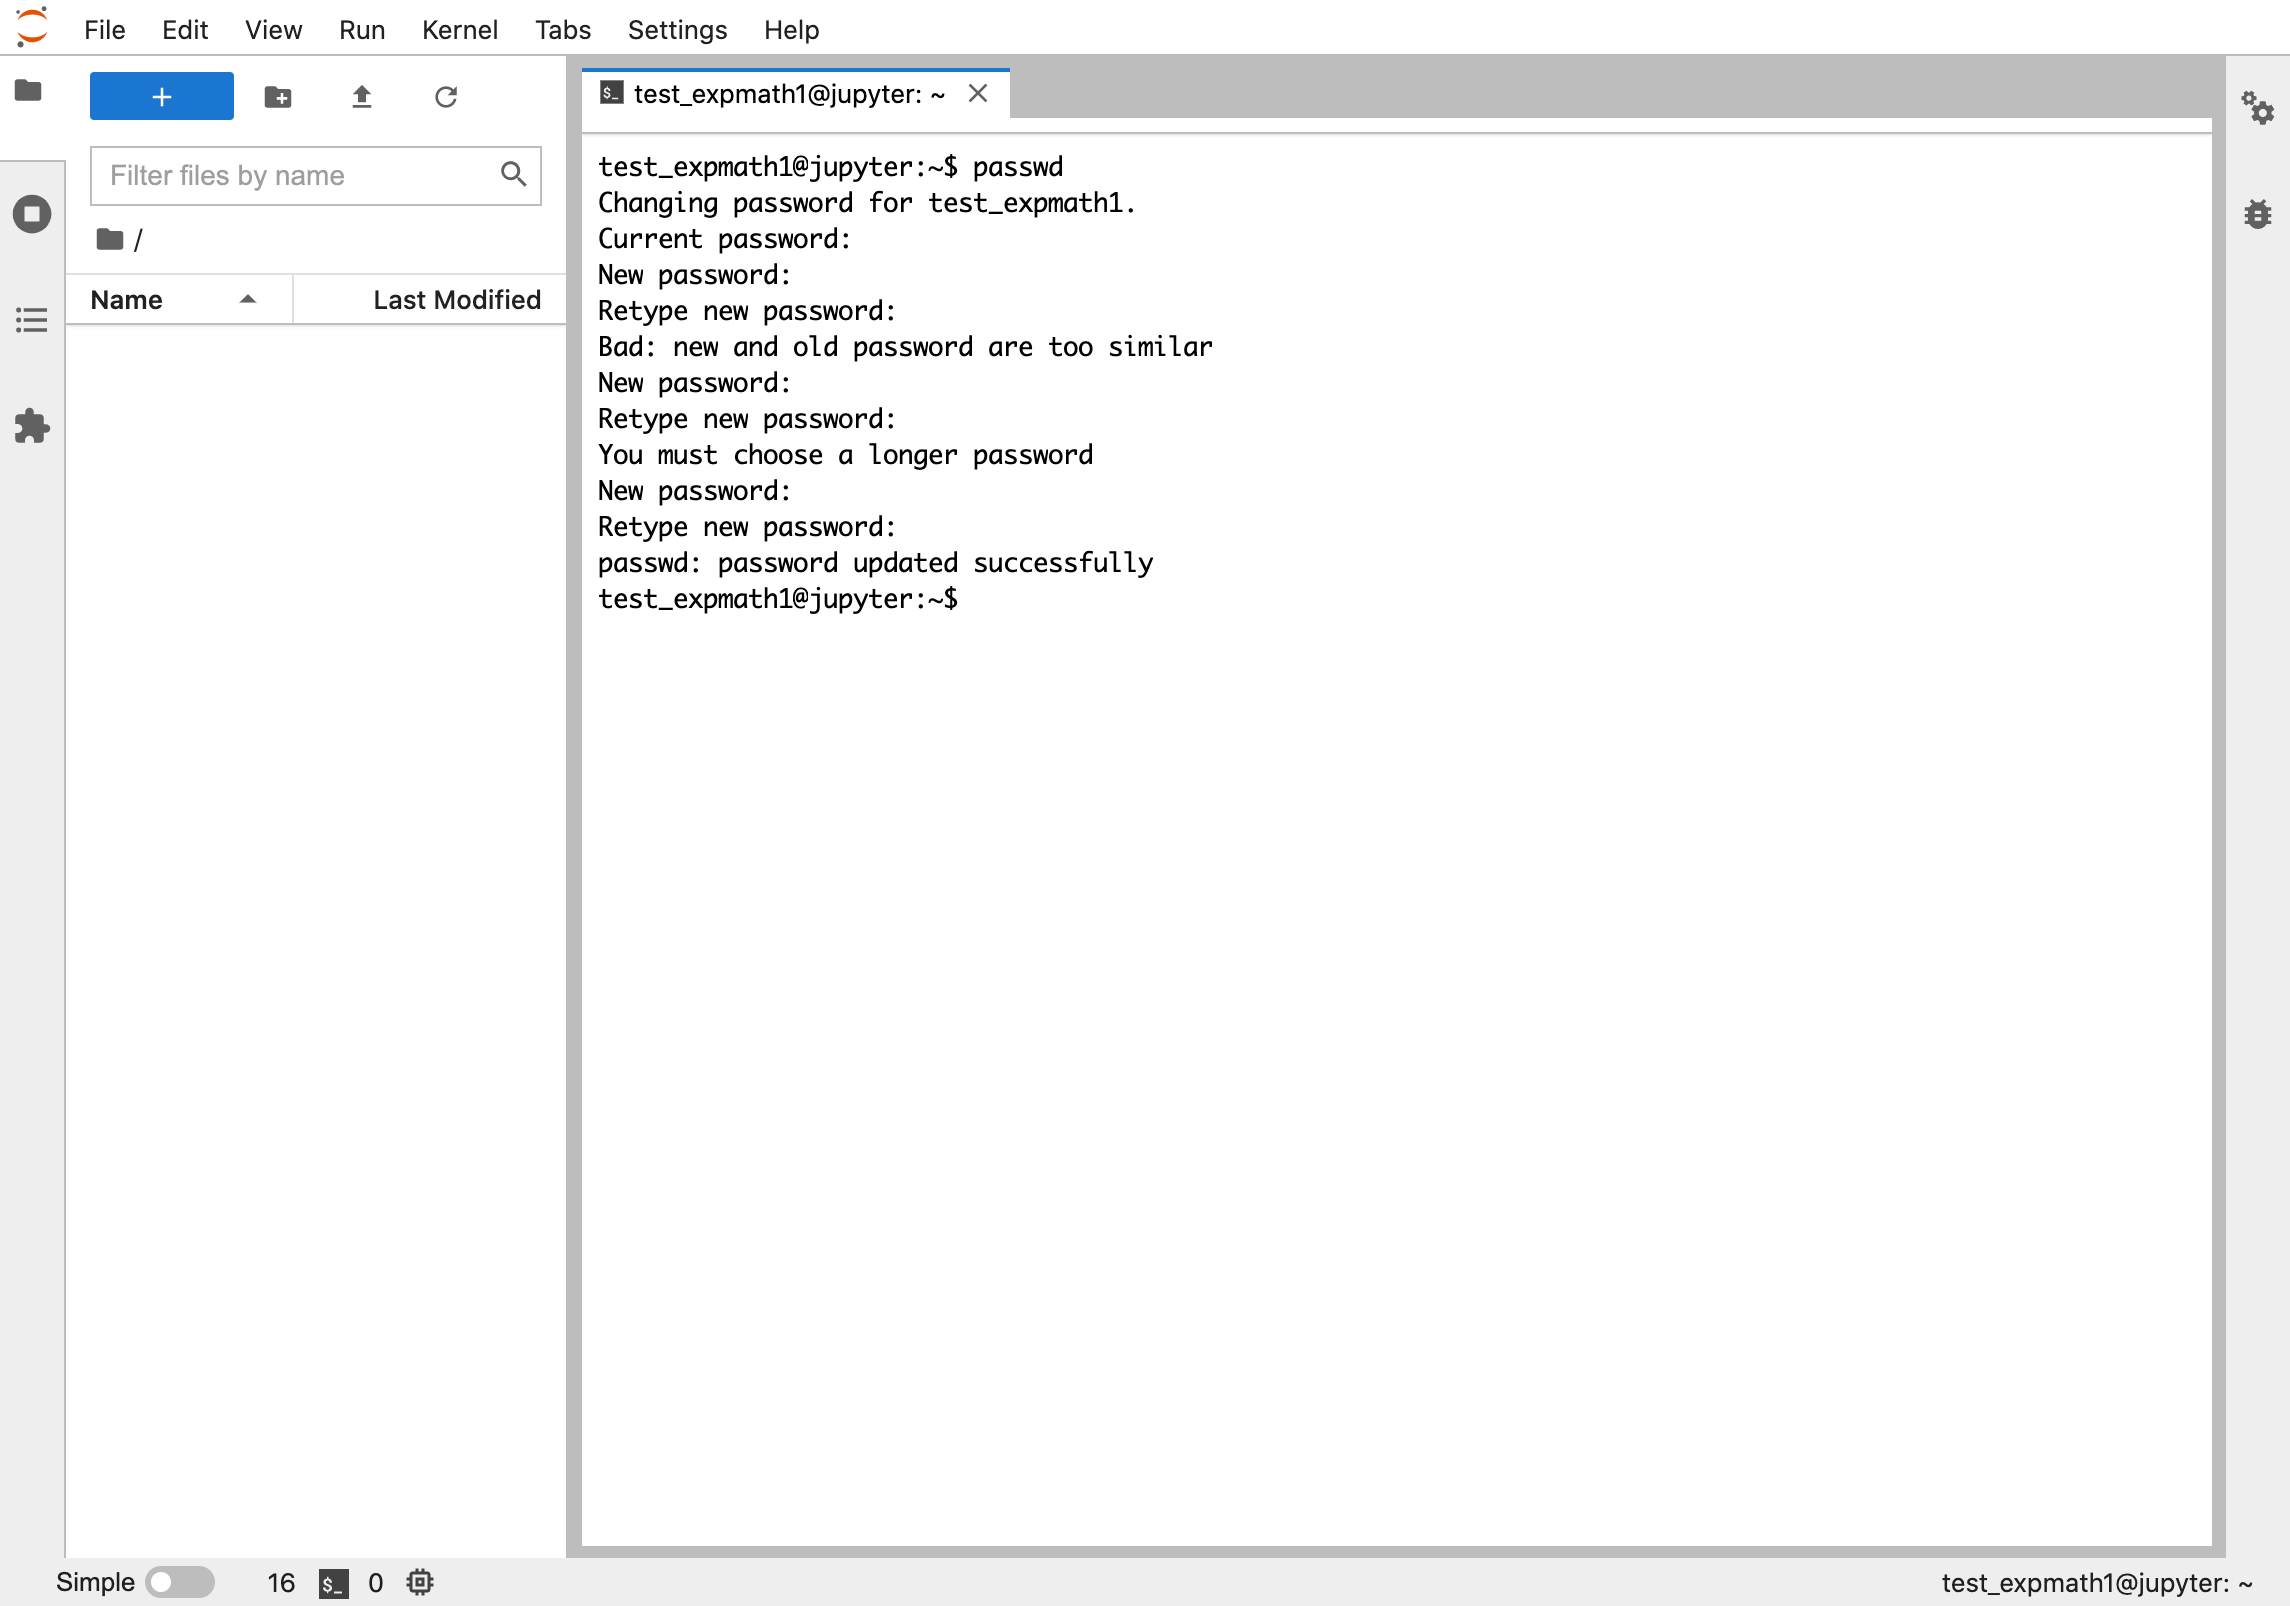 File Edit View Run Kernel Tabs Settings Help
+
Filter files by name
/
Name Last Modified
$_ test_expmath1@jupyter: ~
test_expmath1@jupyter:~$ passwd
Changing password for test_expmath1.
Current password:
New password:
Retype new password:
Bad: new and old password are too similar
New password:
Retype new password:
You must choose a longer password
New password:
Retype new password:
passwd: password updated successfully
test_expmath1@jupyter:~$
Simple 16 $_ 0 test_expmath1@jupyter: ~